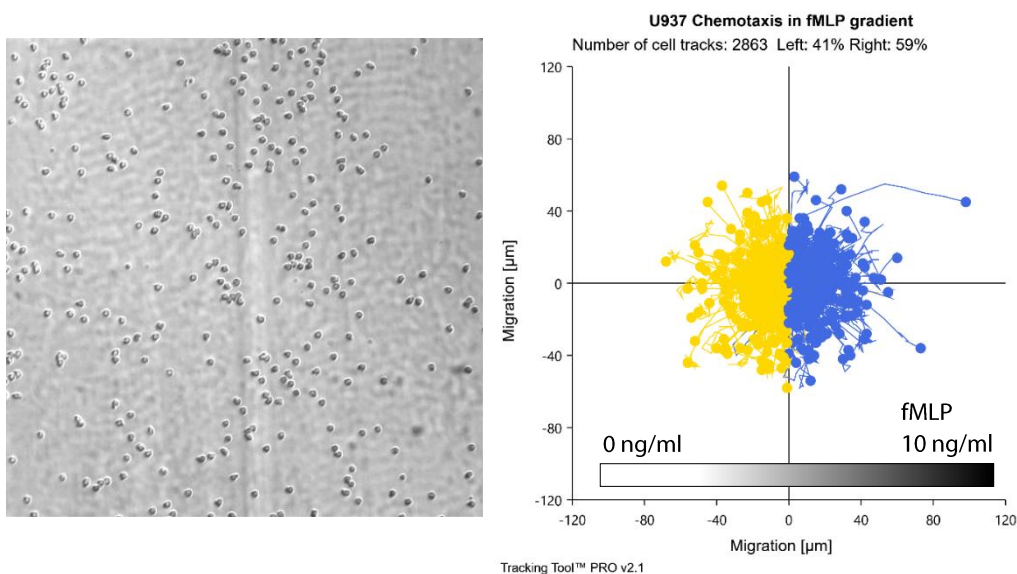 U937 Chemotaxis in fMLP gradient
Number of cell tracks: 2863 Left: 41% Right: 59%
120
80
40
0
-40
-80
-120
Migration [µm]
fMLP
0 ng/ml 10 ng/ml
-120 -80 -40 0 40 80 120
Migration [µm]
Tracking Tool™ PRO v2.1